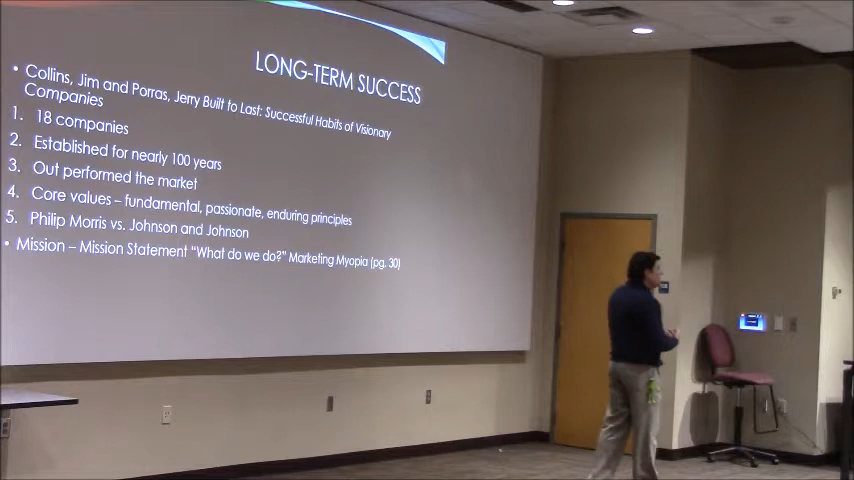 LONG-TERM SUCCESS
• Collins, Jim and Porras, Jerry Built to Last: Successful Habits of Visionary
Companies
1. 18 companies
2. Established for nearly 100 years
3. Out performed the market
4. Core values – fundamental, passionate, enduring principles
5. Philip Morris vs. Johnson and Johnson
• Mission – Mission Statement "What do we do?" Marketing Myopia (pg. 30)